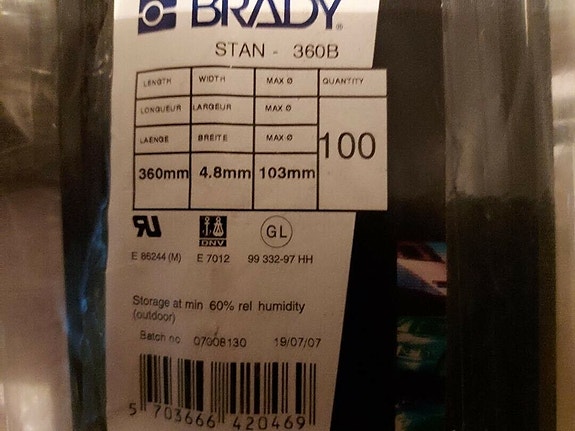 BRADY®
STAN - 360B
LENGTH WIDTH MAX Ø QUANTITY
LONGUEUR LARGEUR MAX Ø
LAENGE BREITE MAX Ø 100
360mm 4.8mm 103mm
RU DNV GL
E 86244 (M) E 7012 99 332-97 HH
Storage at min 60% rel humidity
(outdoor)
Batch no 07008130 19/07/07
5 703666 420469